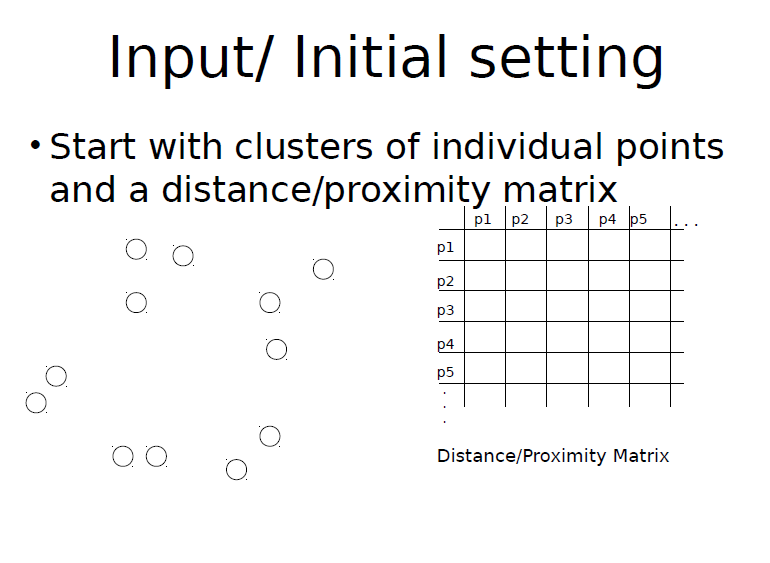 Input/ Initial setting
• Start with clusters of individual points
and a distance/proximity matrix
p1 p2 p3 p4 p5 . . .
p1
p2
p3
p4
p5
.
.
.
Distance/Proximity Matrix